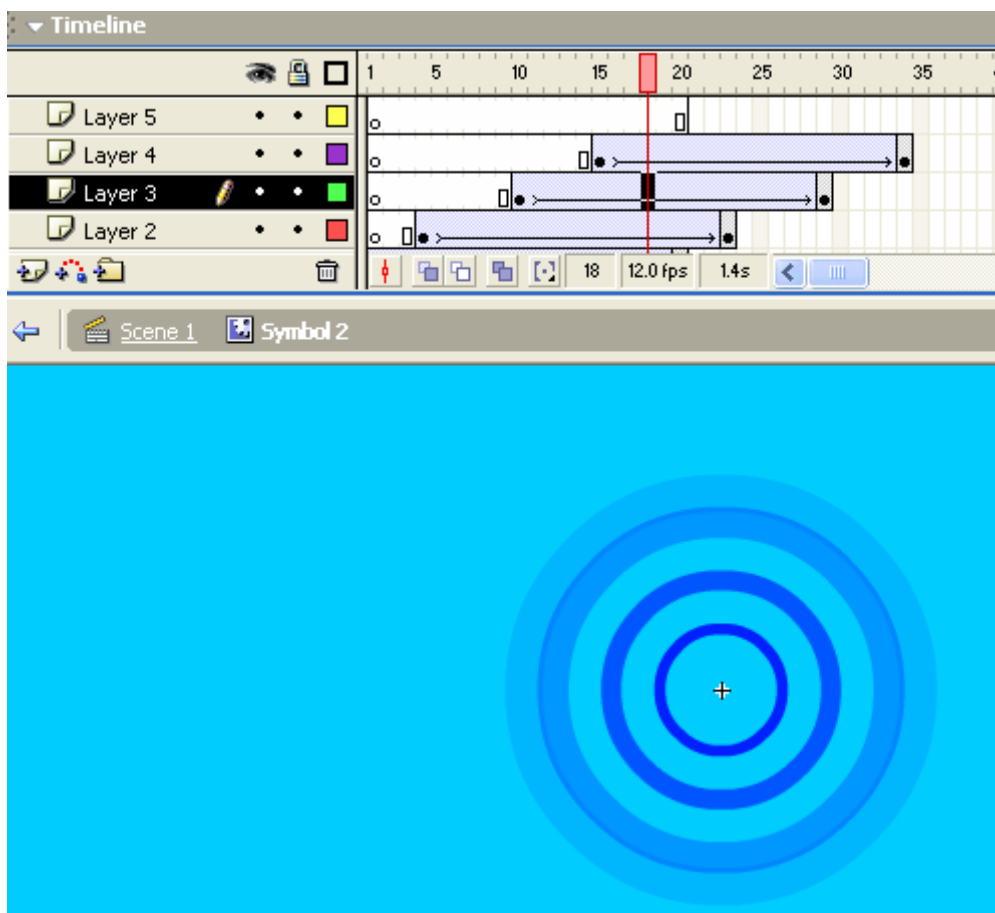 Timeline
1 5 10 15 20 25 30 35
Layer 5
Layer 4
Layer 3
Layer 2
18 12.0 fps 1.4s
Scene 1 Symbol 2